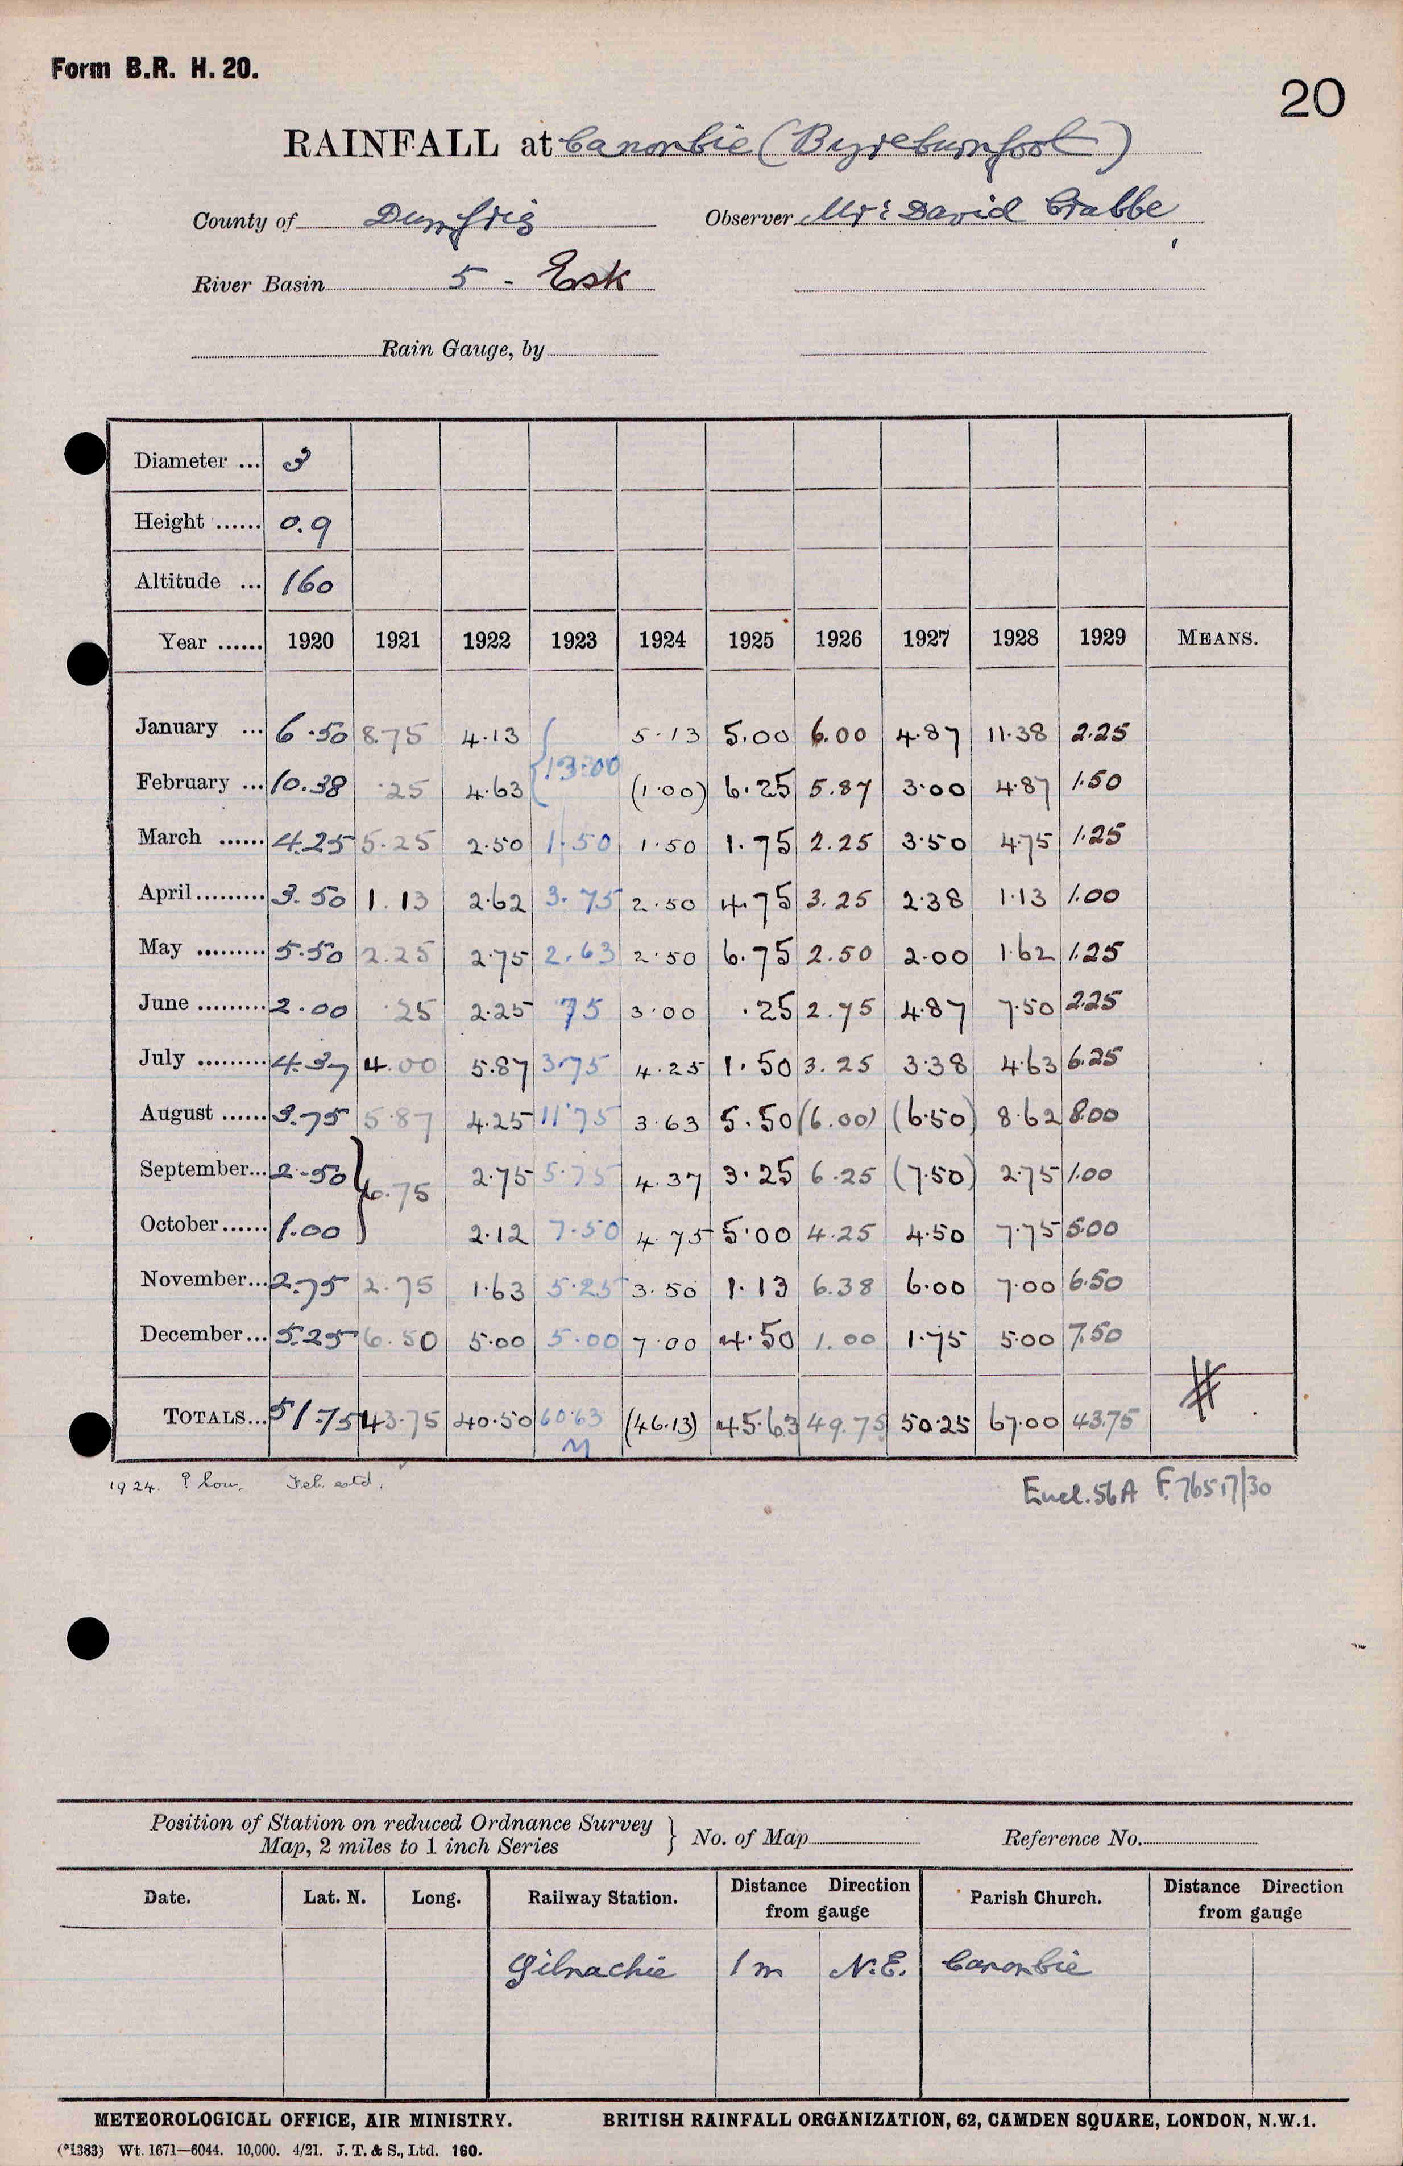 Form B.R. H. 20.
20
RAINFALL at Canonbie (Byreburnfoot)
County of Dumfries Observer Mr: David Crabbe
River Basin 5 - Esk
Rain Gauge, by
Diameter ... 3
Height ...... 0.9
Altitude ... 160
Year ...... 1920 1921 1922 1923 1924 1925 1926 1927 1928 1929 MEANS.
January ... 6.50 8.75 4.13 { 13.00 5.13 5.00 6.00 4.87 11.38 2.25
February ... 10.38 .25 4.63 (1.00) 6.25 5.87 3.00 4.87 1.50
March ...... 4.25 5.25 2.50 1.50 1.50 1.75 2.25 3.50 4.75 1.25
April ......... 3.50 1.13 2.62 3.75 2.50 4.75 3.25 2.38 1.13 1.00
May ......... 5.50 2.25 2.75 2.63 2.50 6.75 2.50 2.00 1.62 1.25
June ......... 2.00 .25 2.25 .75 3.00 .25 2.75 4.87 7.50 2.25
July ......... 4.37 4.00 5.87 3.75 4.25 1.50 3.25 3.38 4.63 6.25
August ...... 3.75 5.87 4.25 11.75 3.63 5.50 (6.00) (6.50) 8.62 8.00
September... 2.50 } 6.75 2.75 5.75 4.37 3.25 6.25 (7.50) 2.75 1.00
October ...... 1.00 2.12 7.50 4.75 5.00 4.25 4.50 7.75 5.00
November... 2.75 2.75 1.63 5.25 3.50 1.13 6.38 6.00 7.00 6.50
December ... 5.25 6.50 5.00 5.00 7.00 4.50 1.00 1.75 5.00 7.50
TOTALS... 51.75 43.75 40.50 60.63 (46.13) 45.63 49.75 50.25 67.00 43.75 #
1924. ? low. Feb. estd.
Encl. 56A F.76517/30
Position of Station on reduced Ordnance Survey
Map, 2 miles to 1 inch Series } No. of Map Reference No.
Date. Lat. N. Long. Railway Station. Distance Direction from gauge Parish Church. Distance Direction from gauge
Gilnochie 1 m N.E. Canonbie
METEOROLOGICAL OFFICE, AIR MINISTRY. BRITISH RAINFALL ORGANIZATION, 62, CAMDEN SQUARE, LONDON, N.W.1.
(*1383) Wt. 1671—6044. 10,000. 4/21. J. T. & S., Ltd. 160.